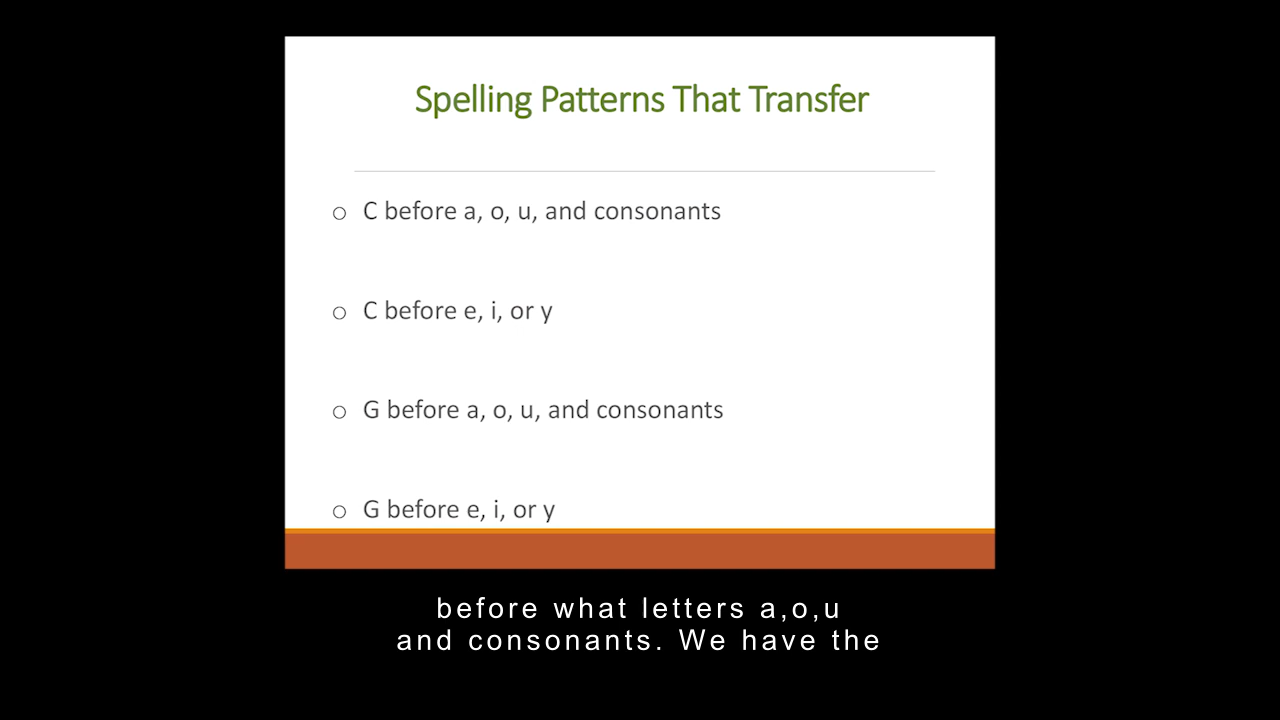 Spelling Patterns That Transfer
o C before a, o, u, and consonants
o C before e, i, or y
o G before a, o, u, and consonants
o G before e, i, or y
before what letters a,o,u
and consonants. We have the